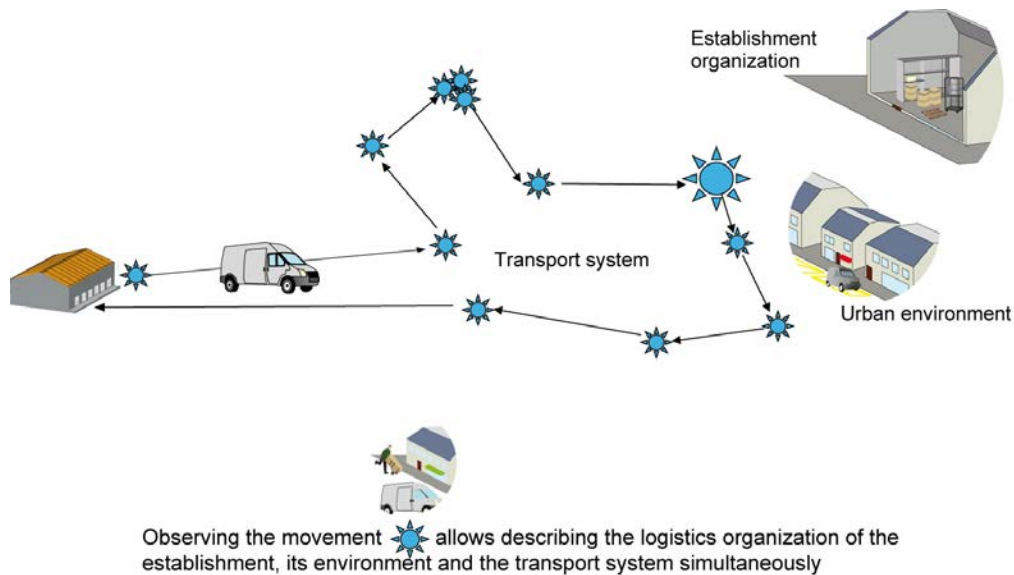 Establishment
organization
Transport system
Urban environment
Observing the movement allows describing the logistics organization of the
establishment, its environment and the transport system simultaneously